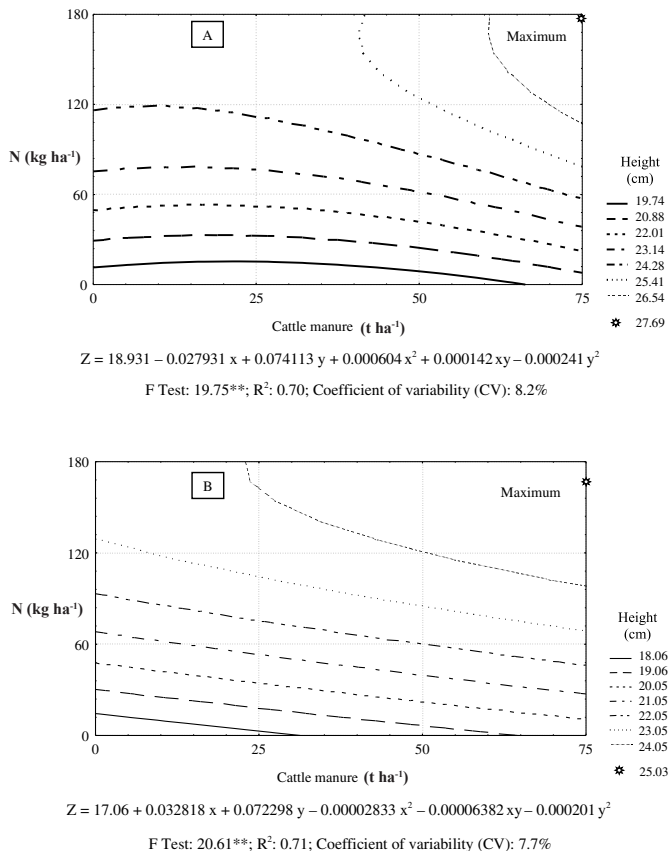 180
A
Maximum
120
N (kg ha-1)
60
0
0
25
50
75
Cattle manure (t ha-1)
Height
(cm)
19.74
20.88
22.01
23.14
24.28
25.41
26.54
27.69
Z = 18.931 – 0.027931 x + 0.074113 y + 0.000604 x2 + 0.000142 xy – 0.000241 y2
F Test: 19.75**; R2: 0.70; Coefficient of variability (CV): 8.2%
180
B
Maximum
120
N (kg ha-1)
60
0
0
25
50
75
Cattle manure (t ha-1)
Height
(cm)
18.06
19.06
20.05
21.05
22.05
23.05
24.05
25.03
Z = 17.06 + 0.032818 x + 0.072298 y – 0.00002833 x2 – 0.00006382 xy – 0.000201 y2
F Test: 20.61**; R2: 0.71; Coefficient of variability (CV): 7.7%